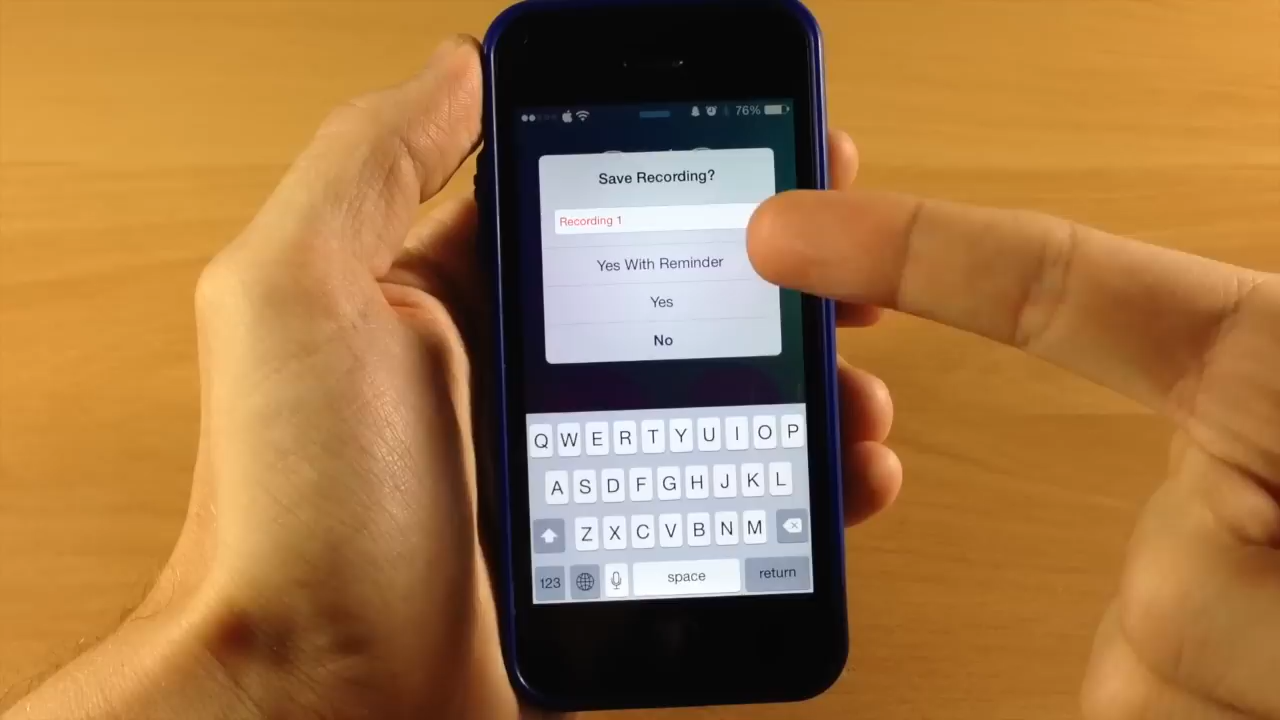 76%
Save Recording?
Recording 1
Yes With Reminder
Yes
No
Q W E R T Y U I O P
A S D F G H J K L
Z X C V B N M
123 space return